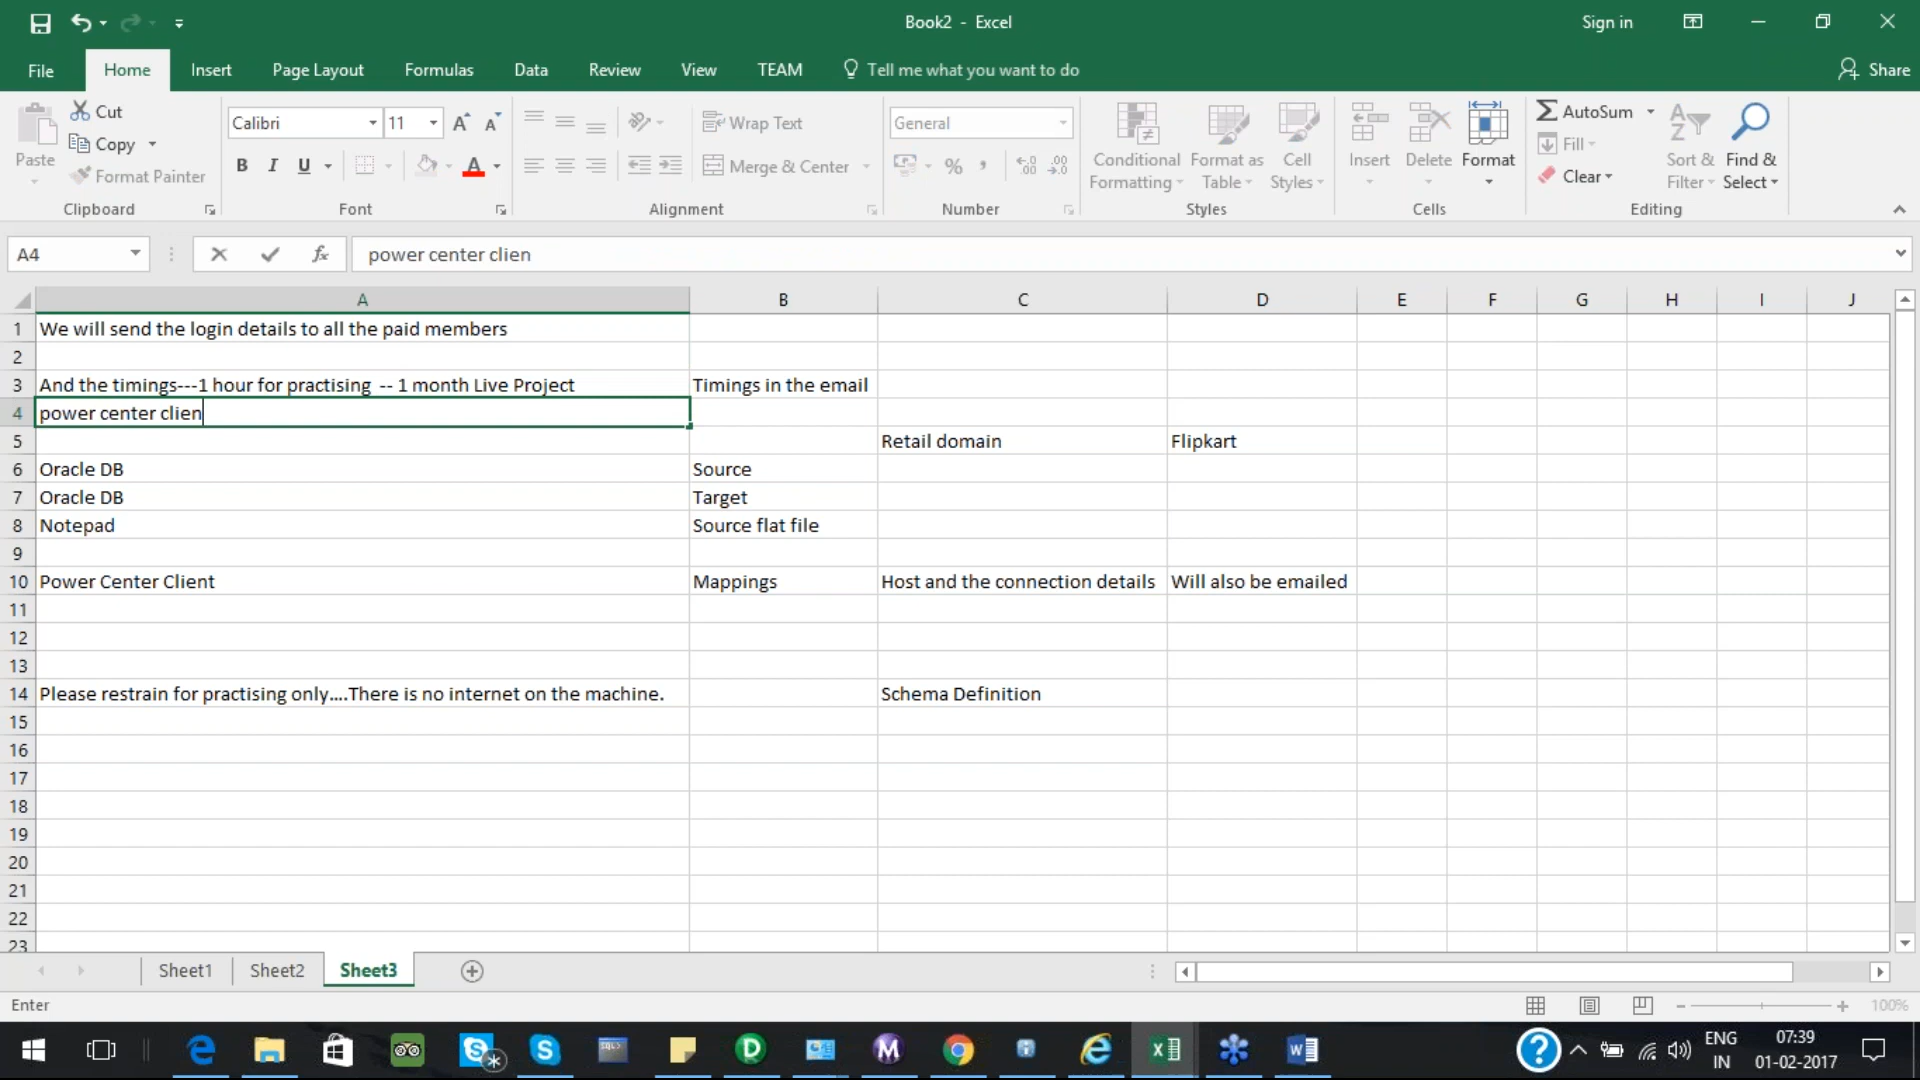 Book2 - Excel
Sign in
File Home Insert Page Layout Formulas Data Review View TEAM Tell me what you want to do Share
Paste
Cut
Copy
Format Painter
Clipboard
Calibri 11
B I U A
Font
Wrap Text
Merge & Center
Alignment
General
%
Number
Conditional Formatting
Format as Table
Cell Styles
Styles
Insert
Delete
Format
Cells
AutoSum
Fill
Clear
Sort & Filter
Find & Select
Editing
A4 fx power center clien
A B C D E F G H I J
1 We will send the login details to all the paid members
2
3 And the timings---1 hour for practising -- 1 month Live Project Timings in the email
4 power center clien
5 Retail domain Flipkart
6 Oracle DB Source
7 Oracle DB Target
8 Notepad Source flat file
9
10 Power Center Client Mappings Host and the connection details Will also be emailed
11
12
13
14 Please restrain for practising only....There is no internet on the machine. Schema Definition
15
16
17
18
19
20
21
22
23
Sheet1 Sheet2 Sheet3
Enter 100%
ENG 07:39
IN 01-02-2017